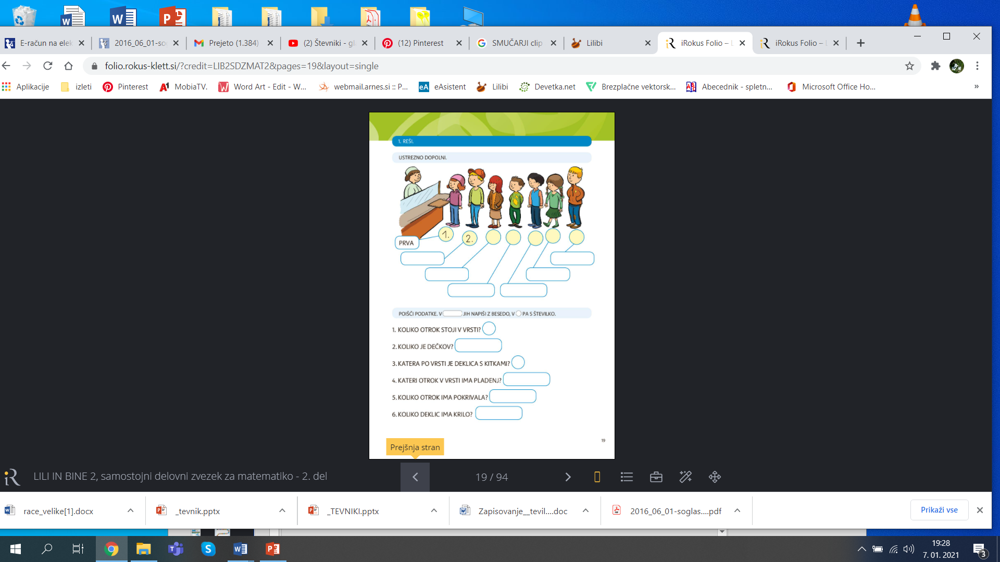 E-račun na elek
2016_06_01-so
Prejeto (1.384)
(2) Števniki - gl
(12) Pinterest
SMUČARJI clip
Lilibi
iRokus Folio – L
iRokus Folio – L
folio.rokus-klett.si/?credit=LIB2SDZMAT2&pages=19&layout=single
Aplikacije
izleti
Pinterest
MobiaTV.
Word Art - Edit - W...
webmail.arnes.si :: P...
eAsistent
Lilibi
Devetka.net
Brezplačne vektorsk...
Abecednik - spletn...
Microsoft Office Ho...
»
1. REŠI.
USTREZNO DOPOLNI.
1.
2.
PRVA
POIŠČI PODATKE. V JIH NAPIŠI Z BESEDO, V PA S ŠTEVILKO.
1. KOLIKO OTROK STOJI V VRSTI?
2. KOLIKO JE DEČKOV?
3. KATERA PO VRSTI JE DEKLICA S KITKAMI?
4. KATERI OTROK V VRSTI IMA PLADENJ?
5. KOLIKO OTROK IMA POKRIVALA?
6. KOLIKO DEKLIC IMA KRILO?
19
Prejšnja stran
iR
LILI IN BINE 2, samostojni delovni zvezek za matematiko - 2. del
19 / 94
race_velike[1].docx
_tevnik.pptx
_TEVNIKI.pptx
Zapisovanje__tevil....doc
2016_06_01-soglas....pdf
Prikaži vse
19:28
7. 01. 2021
3